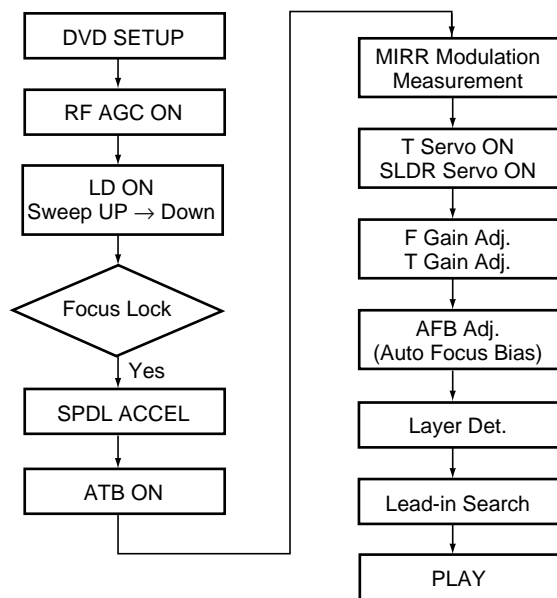 DVD SETUP
RF AGC ON
LD ON
Sweep UP → Down
Focus Lock
Yes
SPDL ACCEL
ATB ON
MIRR Modulation
Measurement
T Servo ON
SLDR Servo ON
F Gain Adj.
T Gain Adj.
AFB Adj.
(Auto Focus Bias)
Layer Det.
Lead-in Search
PLAY